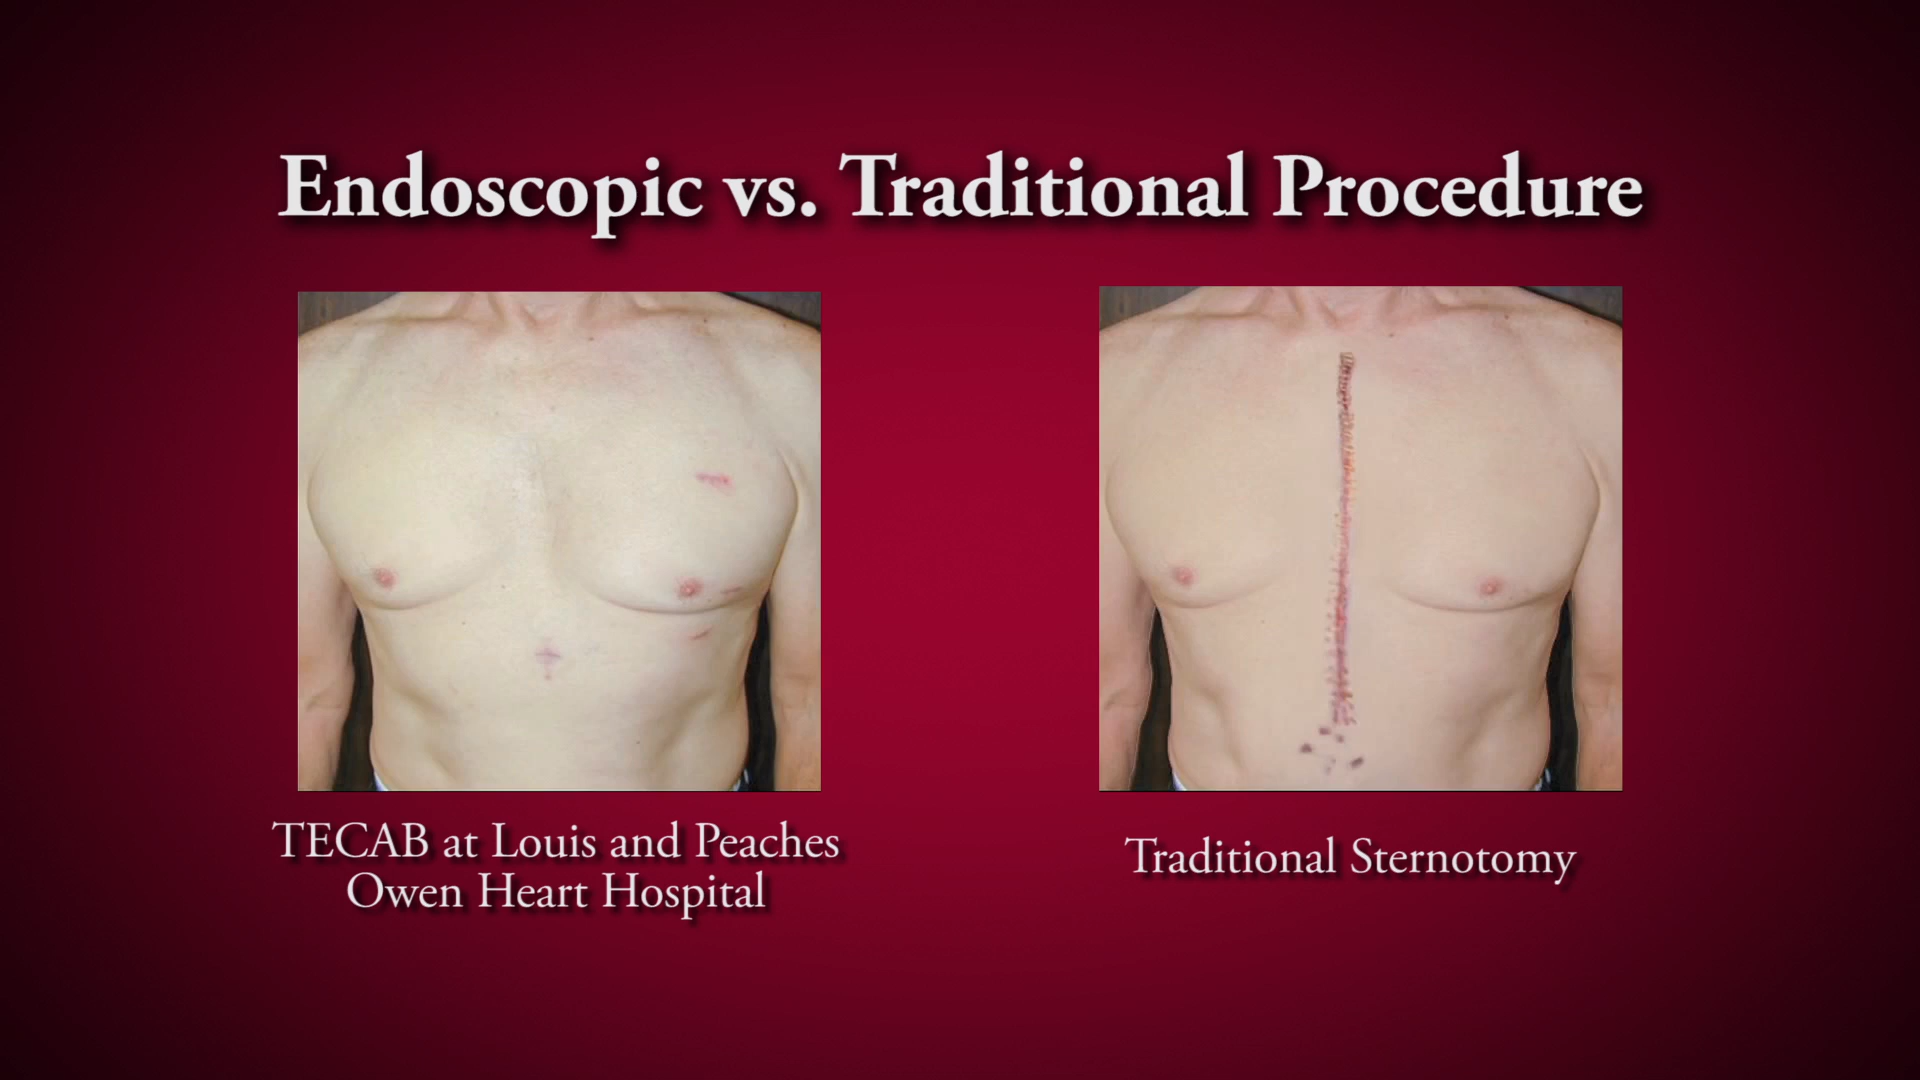 Endoscopic vs. Traditional Procedure
TECAB at Louis and Peaches
Owen Heart Hospital
Traditional Sternotomy